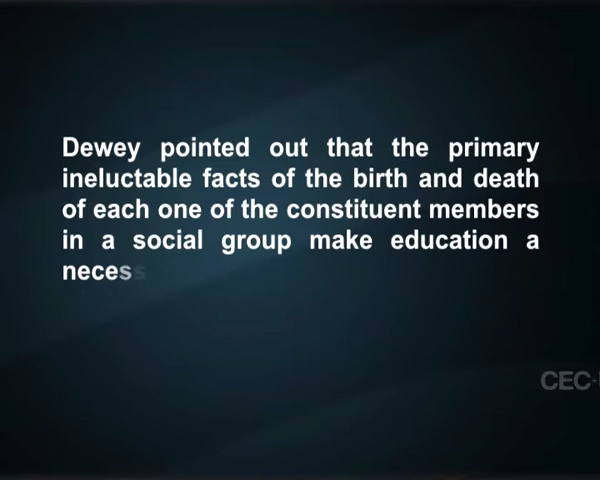 Dewey pointed out that the primary
ineluctable facts of the birth and death
of each one of the constituent members
in a social group make education a
necess
CEC-